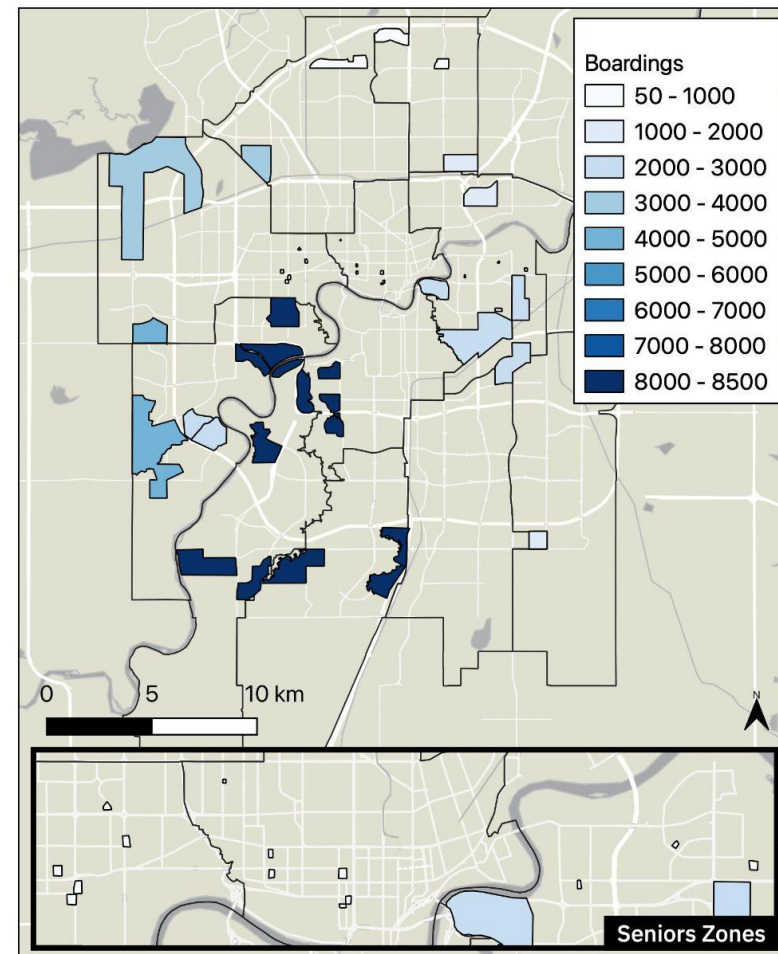 Boardings
50 - 1000
1000 - 2000
2000 - 3000
3000 - 4000
4000 - 5000
5000 - 6000
6000 - 7000
7000 - 8000
8000 - 8500
0 5 10 km
N
Seniors Zones